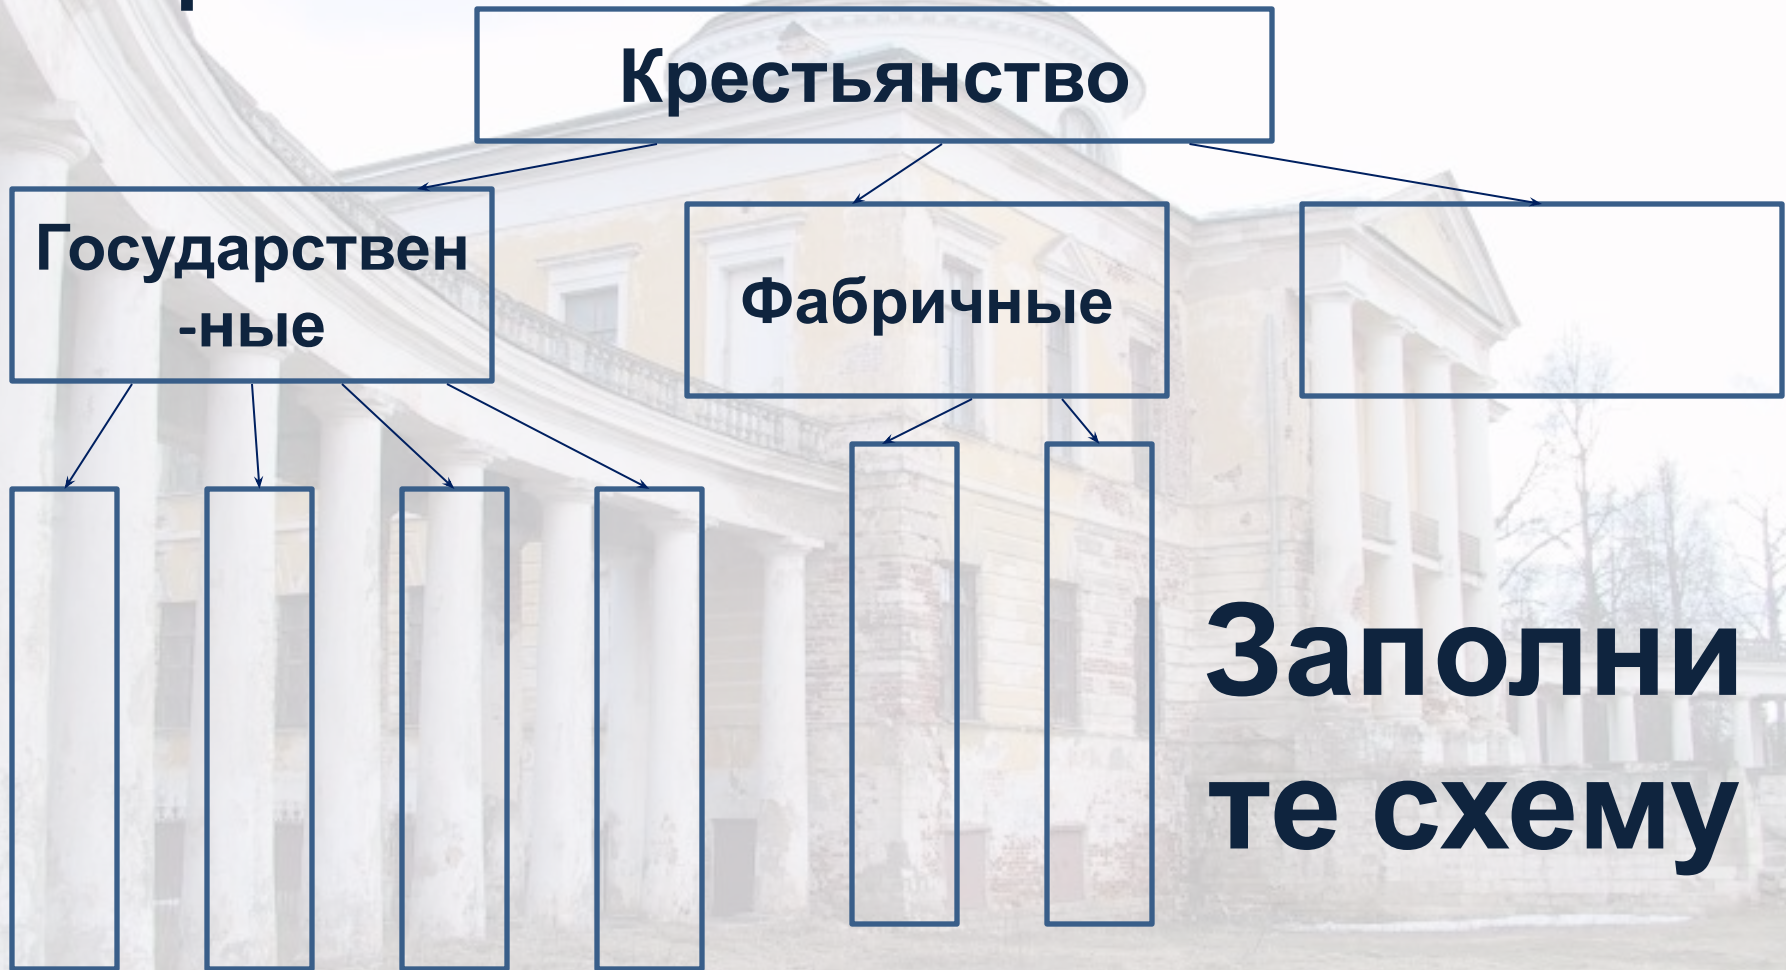 Крестьянство
Государствен
-ные
Фабричные
Заполни
те схему